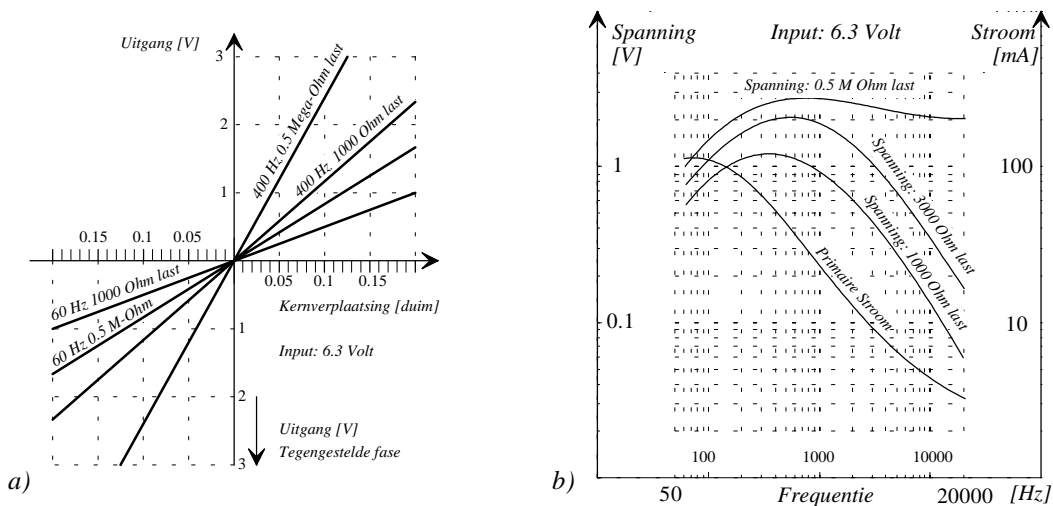 Uitgang [V]
3
2
1
400 Hz 0.5 Mega-Ohm last
400 Hz 1000 Ohm last
0.15 0.1 0.05
0.05 0.1 0.15
60 Hz 1000 Ohm last
60 Hz 0.5 M-Ohm
Kernverplaatsing [duim]
1
Input: 6.3 Volt
2
Uitgang [V]
Tegengestelde fase
3
a)
Spanning
[V]
Input: 6.3 Volt
Stroom
[mA]
Spanning: 0.5 M Ohm last
1
100
Spanning: 3000 Ohm last
Spanning: 1000 Ohm last
Primaire Stroom
0.1
10
100 1000 10000
b)
50 Frequentie 20000 [Hz]